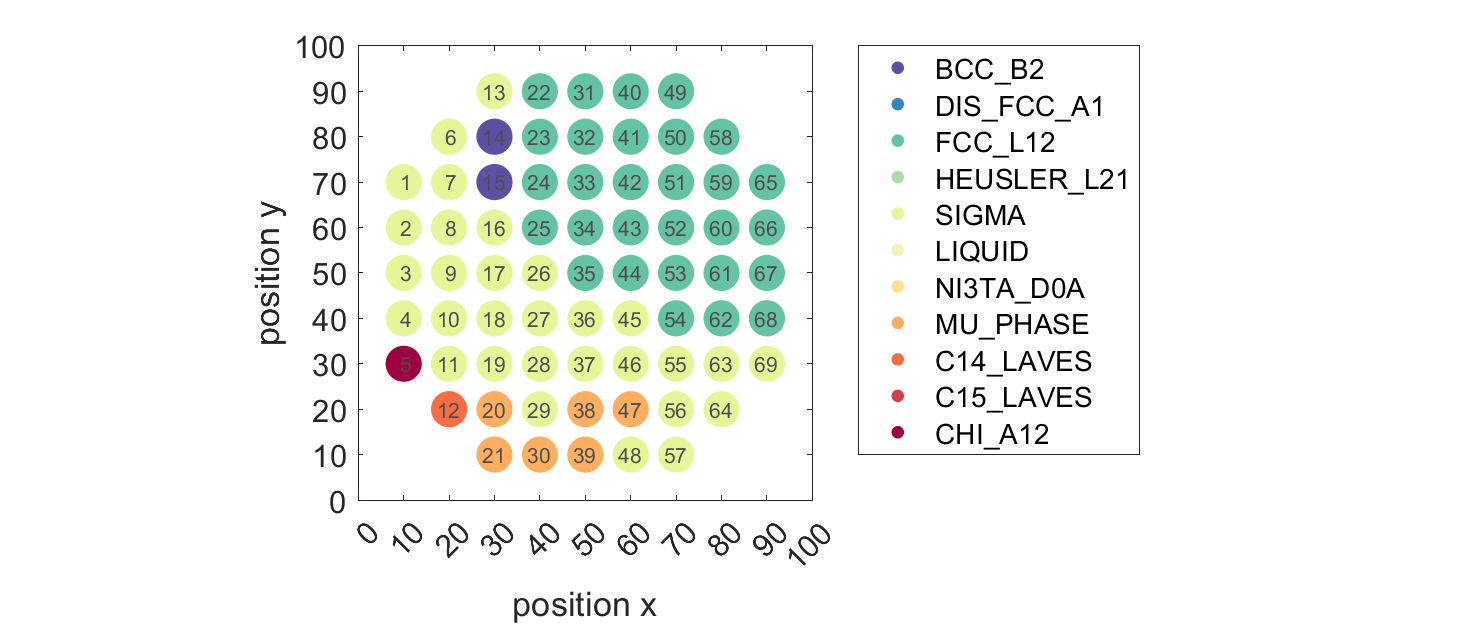 100
90 13 22 31 40 49
80 6 14 23 32 41 50 58
70 1 7 15 24 33 42 51 59 65
60 2 8 16 25 34 43 52 60 66
50 3 9 17 26 35 44 53 61 67
40 4 10 18 27 36 45 54 62 68
30 5 11 19 28 37 46 55 63 69
20 12 20 29 38 47 56 64
10 21 30 39 48 57
0
0 10 20 30 40 50 60 70 80 90 100
position x
position y
BCC_B2
DIS_FCC_A1
FCC_L12
HEUSLER_L21
SIGMA
LIQUID
NI3TA_D0A
MU_PHASE
C14_LAVES
C15_LAVES
CHI_A12